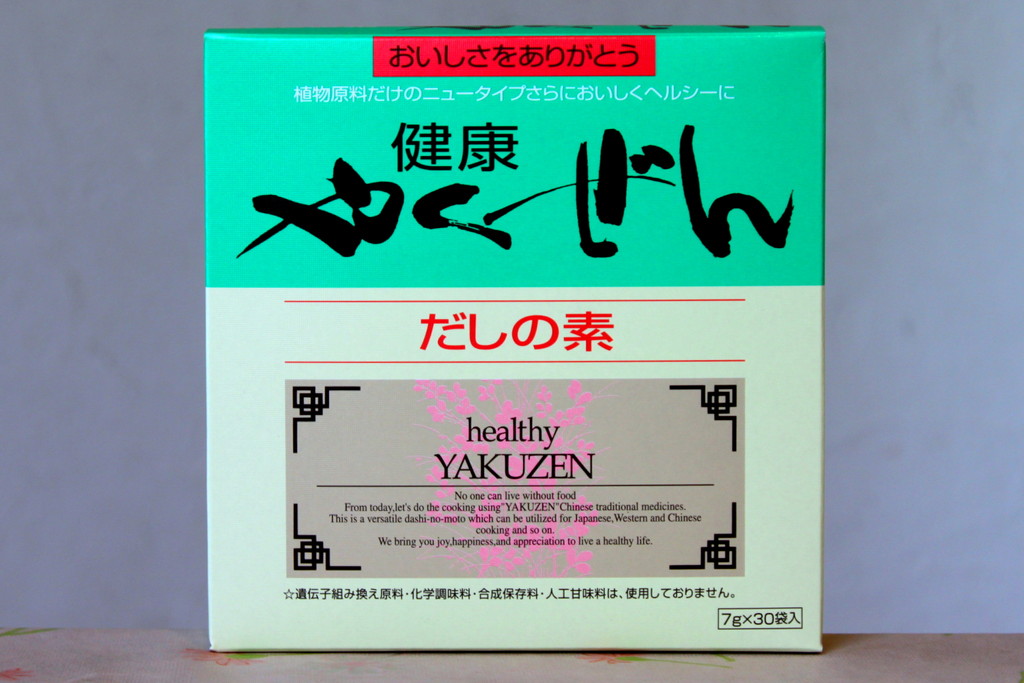 おいしさをありがとう
植物原料だけのニュータイプさらにおいしくヘルシーに
健康
やくぜん
だしの素
healthy
YAKUZEN
No one can live without food
From today,let's do the cooking using"YAKUZEN"Chinese traditional medicines.
This is a versatile dashi-no-moto which can be utilized for Japanese,Western and Chinese
cooking and so on.
We bring you joy,happiness,and appreciation to live a healthy life.
☆遺伝子組み換え原料・化学調味料・合成保存料・人工甘味料は、使用しておりません。
7g×30袋入